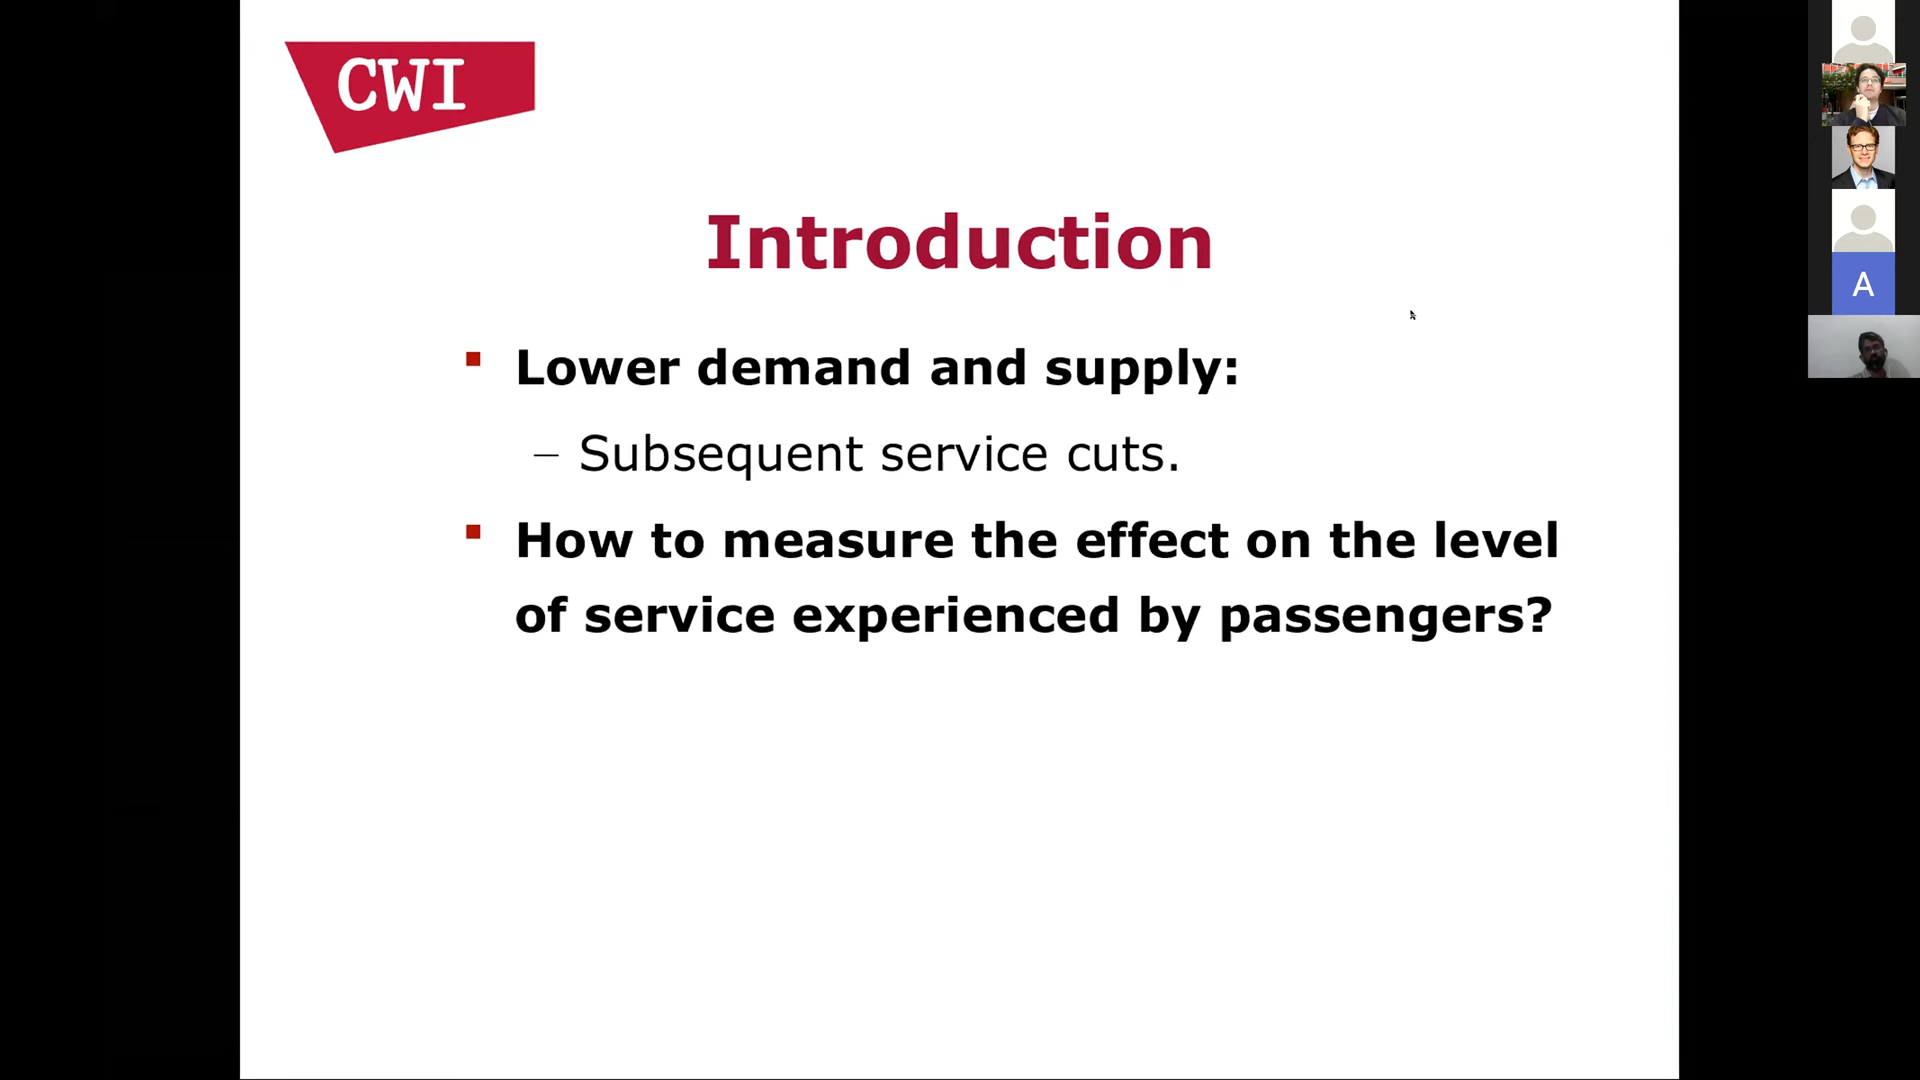 CWI
Introduction
Lower demand and supply:
– Subsequent service cuts.
How to measure the effect on the level
of service experienced by passengers?
A